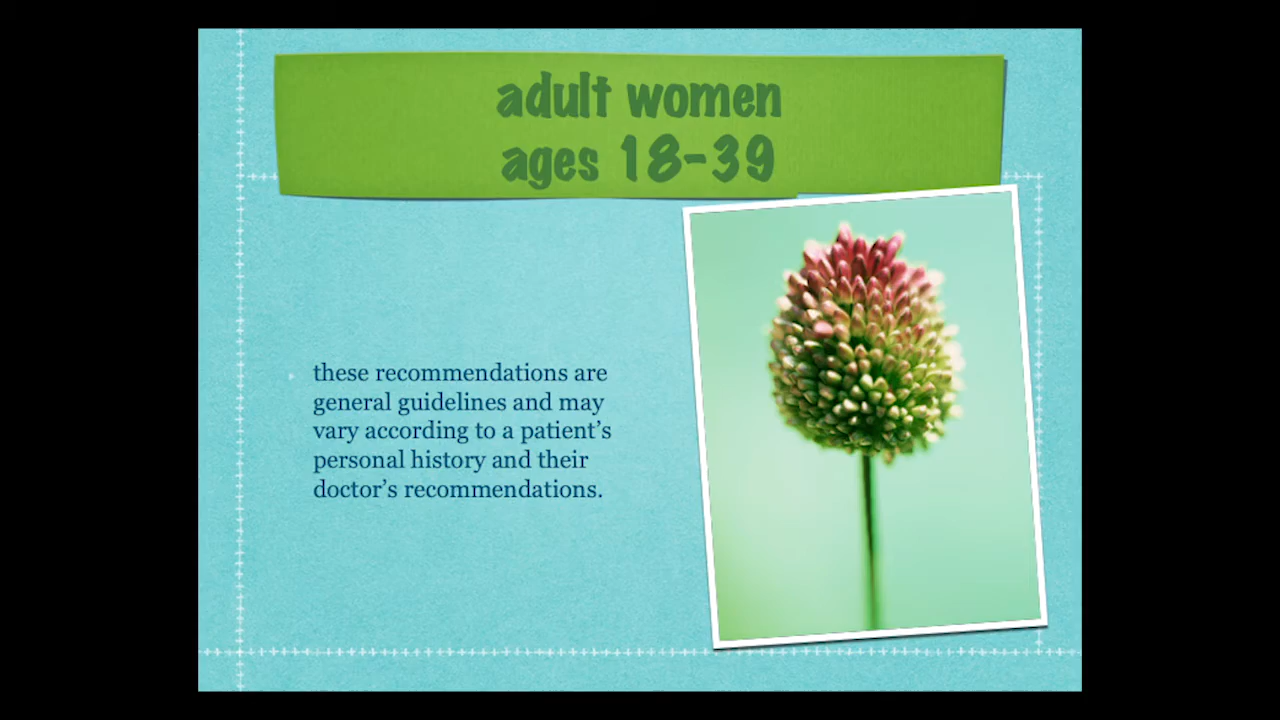 adult women
ages 18-39
these recommendations are
general guidelines and may
vary according to a patient’s
personal history and their
doctor’s recommendations.